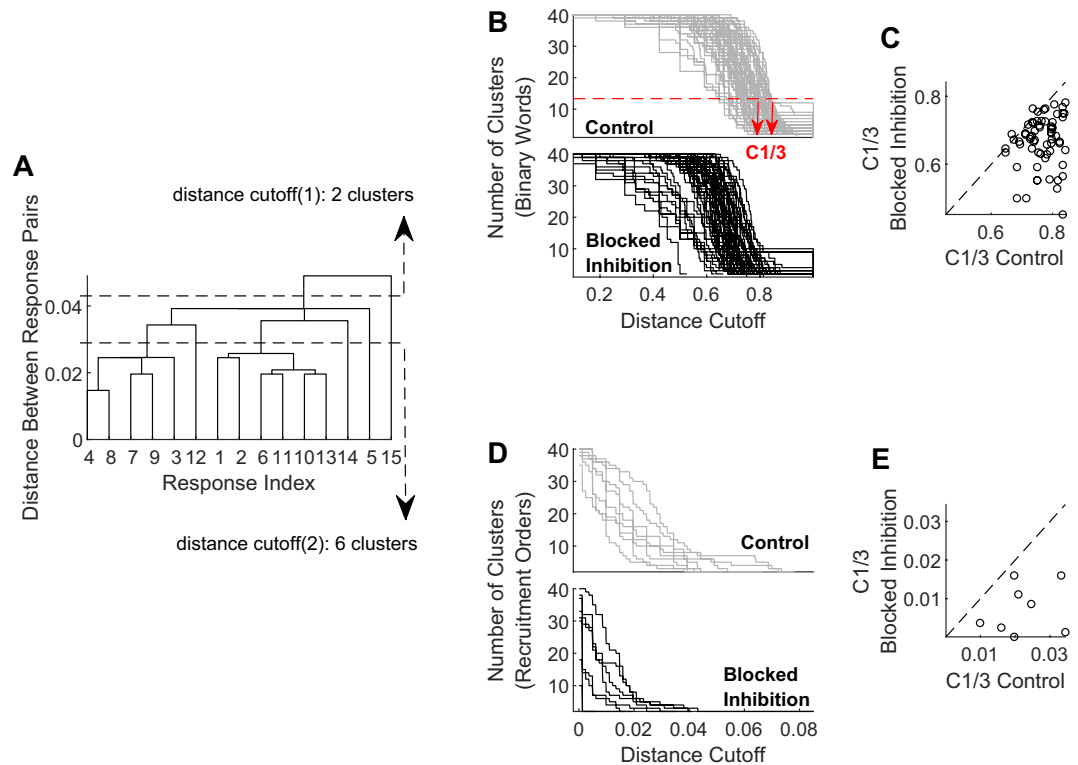 A
distance cutoff(1): 2 clusters
Distance Between Response Pairs
0.04
0.02
0
4 8 7 9 3 12 1 2 6 11 10 13 14 5 15
Response Index
distance cutoff(2): 6 clusters
B
Number of Clusters
(Binary Words)
40
30
20
10
Control
C1/3
40
30
20
10
Blocked
Inhibition
0.2 0.4 0.6 0.8
Distance Cutoff
C
C1/3
Blocked Inhibition
0.8
0.6
0.6 0.8
C1/3 Control
D
Number of Clusters
(Recruitment Orders)
40
30
20
10
Control
40
30
20
10
Blocked
Inhibition
0 0.02 0.04 0.06 0.08
Distance Cutoff
E
C1/3
Blocked Inhibition
0.03
0.02
0.01
0.01 0.03
C1/3 Control